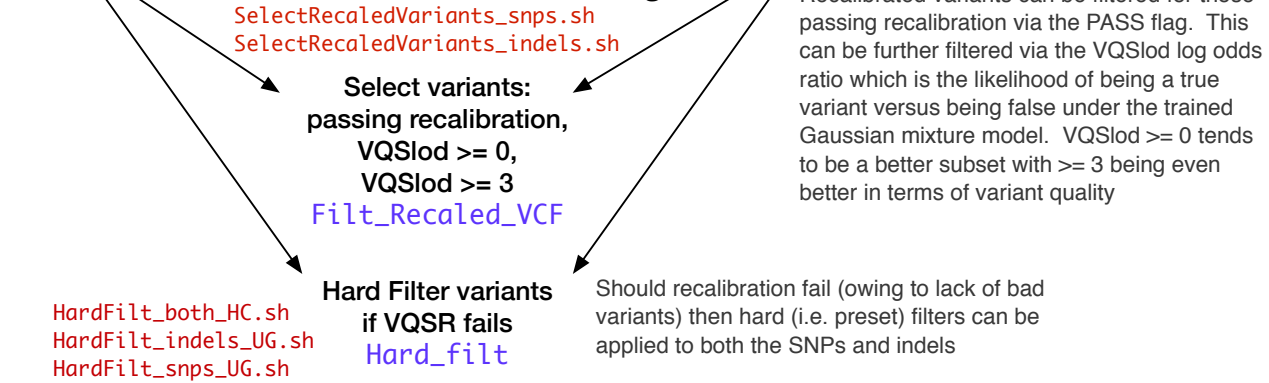 SelectRecaledVariants_snps.sh
SelectRecaledVariants_indels.sh
Select variants:
passing recalibration,
VQSlod >= 0,
VQSlod >= 3
Filt_Recaled_VCF
passing recalibration via the PASS flag.  This
can be further filtered via the VQSlod log odds
ratio which is the likelihood of being a true
variant versus being false under the trained
Gaussian mixture model.  VQSlod >= 0 tends
to be a better subset with >= 3 being even
better in terms of variant quality
HardFilt_both_HC.sh
HardFilt_indels_UG.sh
HardFilt_snps_UG.sh
Hard Filter variants
if VQSR fails
Hard_filt
Should recalibration fail (owing to lack of bad
variants) then hard (i.e. preset) filters can be
applied to both the SNPs and indels